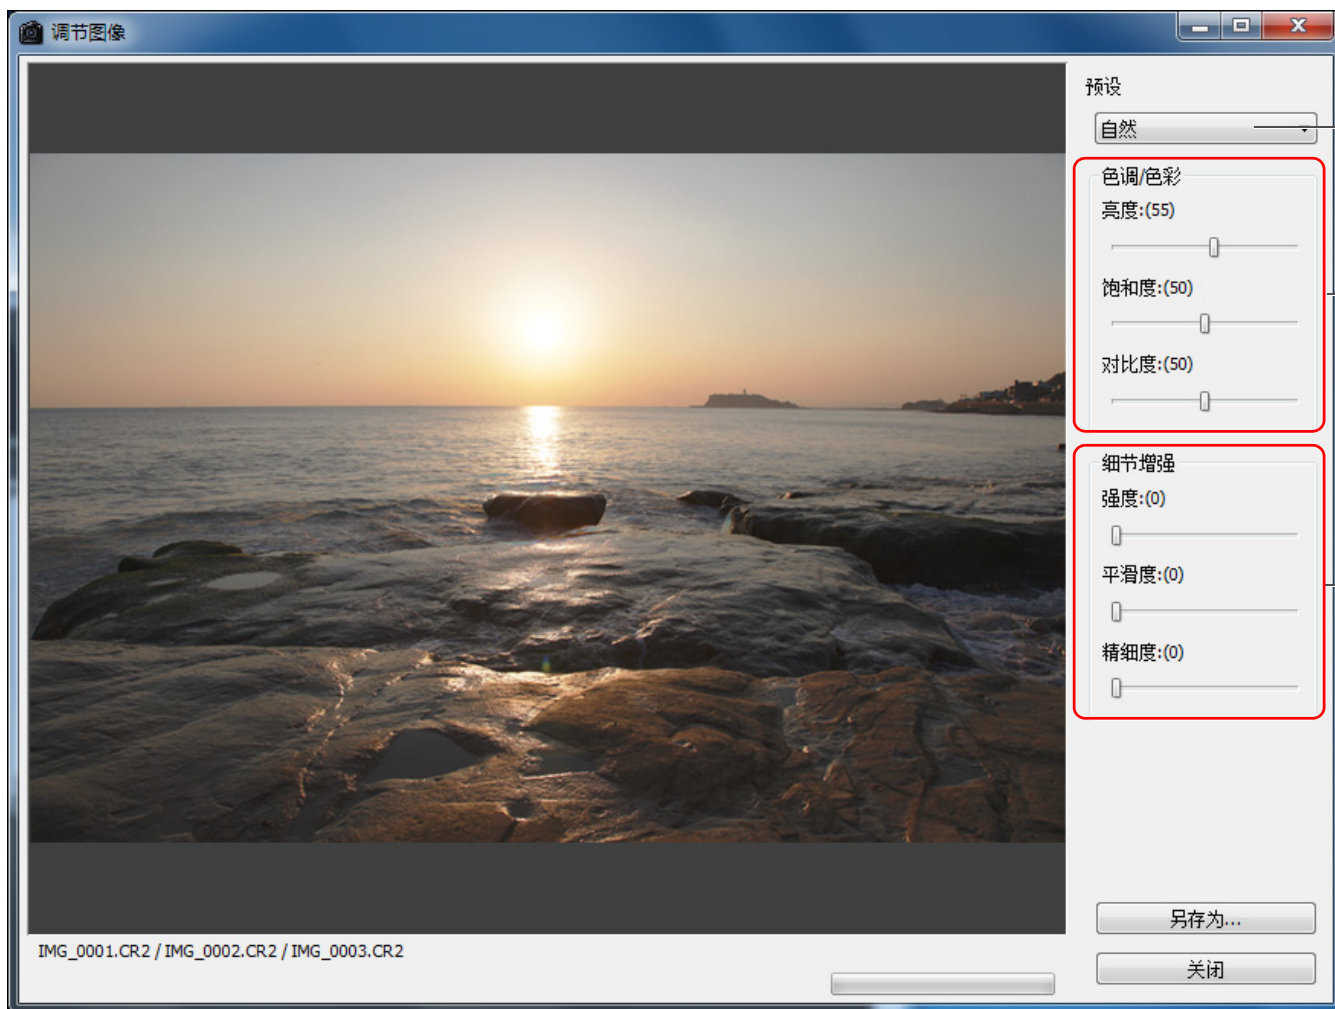 调节图像
预设
自然
色调/色彩
亮度:(55)
饱和度:(50)
对比度:(50)
细节增强
强度:(0)
平滑度:(0)
精细度:(0)
另存为...
关闭
IMG_0001.CR2 / IMG_0002.CR2 / IMG_0003.CR2